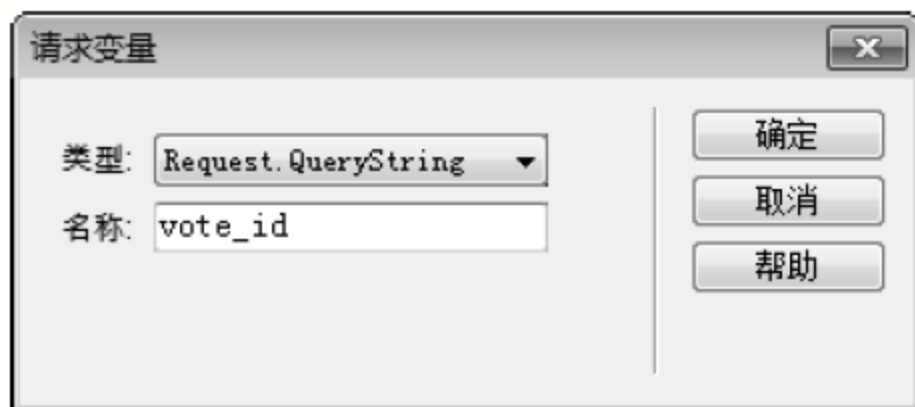 请求变量
类型: Request.QueryString
名称: vote_id
确定
取消
帮助